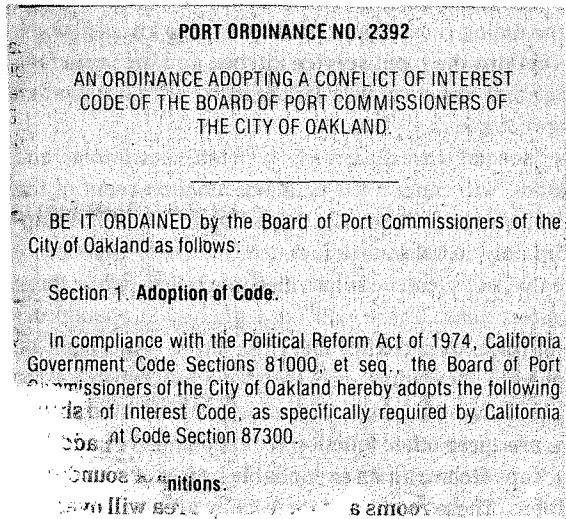 PORT ORDINANCE NO. 2392
AN ORDINANCE ADOPTING A CONFLICT OF INTEREST
CODE OF THE BOARD OF PORT COMMISSIONERS OF
THE CITY OF OAKLAND.
BE IT ORDAINED by the Board of Port Commissioners of the
City of Oakland as follows:
Section 1. Adoption of Code.
In compliance with the Political Reform Act of 1974, California
Government Code Sections 81000, et seq., the Board of Port
missioners of the City of Oakland hereby adopts the following
of Interest Code, as specifically required by California
nt Code Section 87300.
nitions.